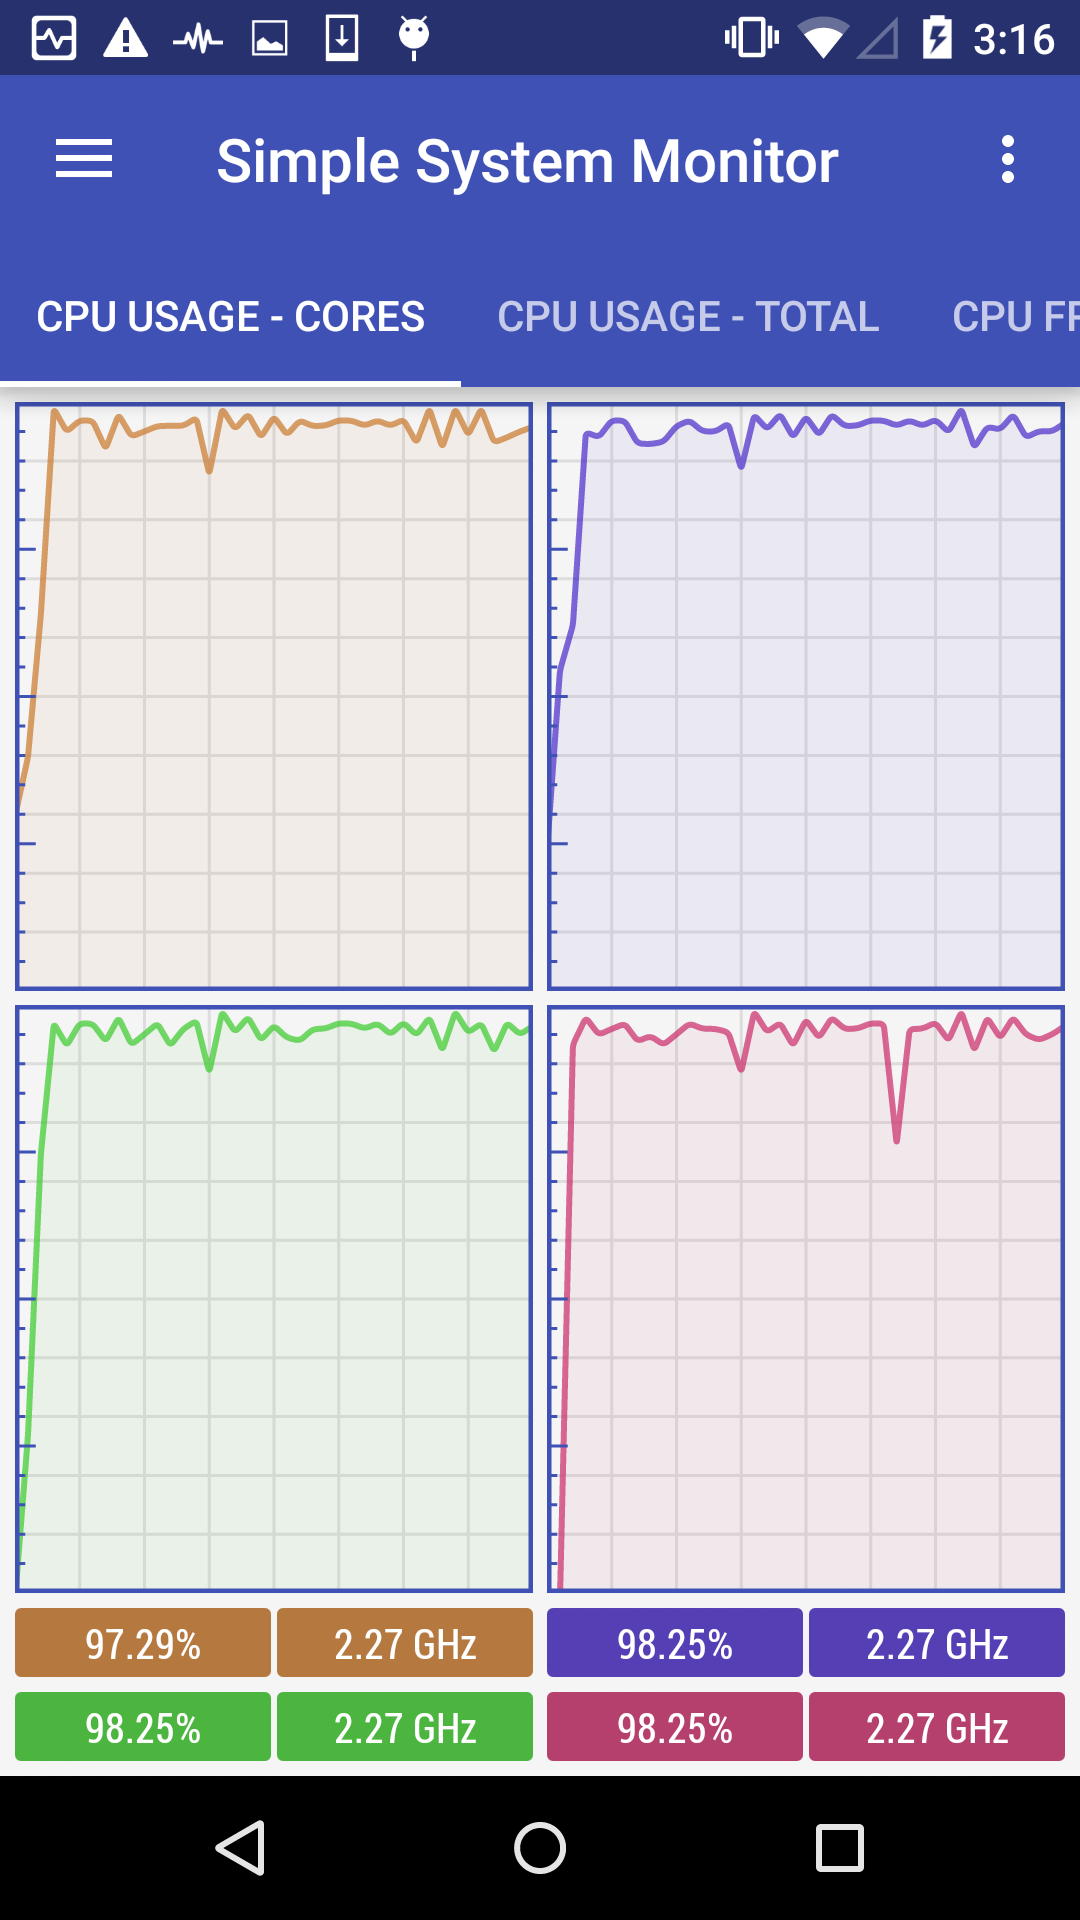 3:16
Simple System Monitor
CPU USAGE - CORES CPU USAGE - TOTAL CPU
97.29% 2.27 GHz 98.25% 2.27 GHz
98.25% 2.27 GHz 98.25% 2.27 GHz